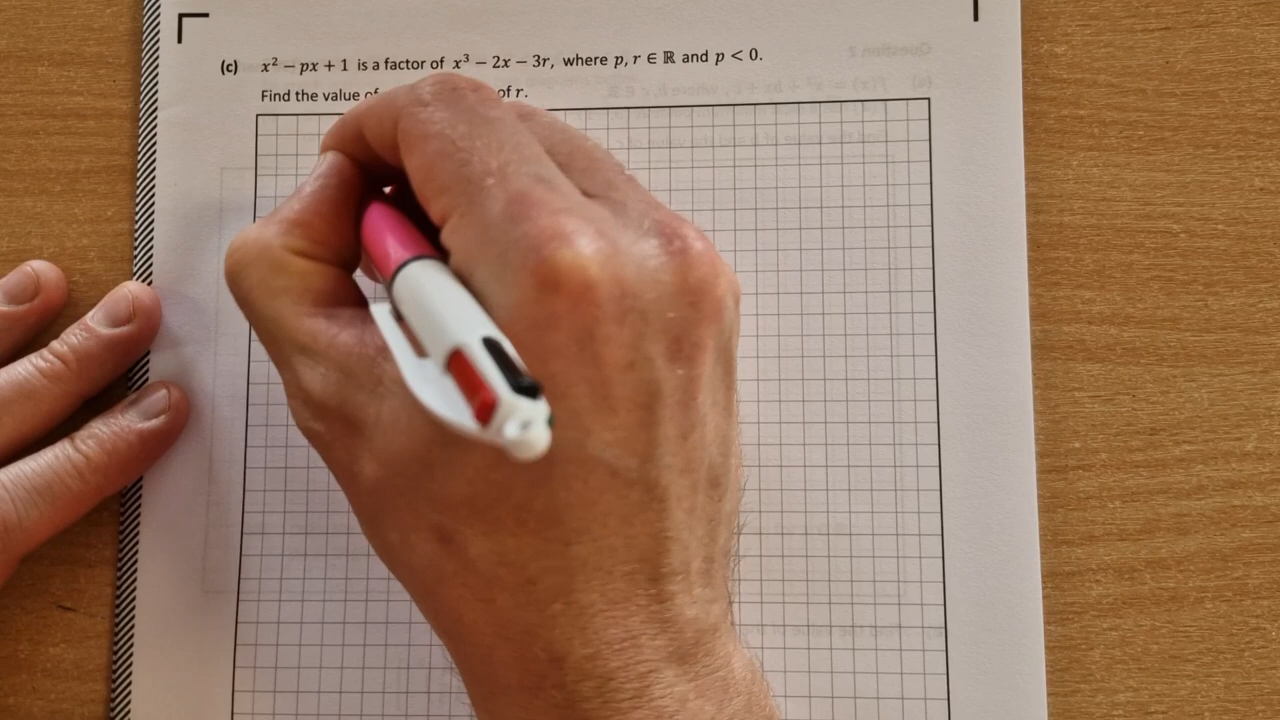 (c) x² − px + 1 is a factor of x³ − 2x − 3r, where p, r ∈ ℝ and p < 0.
Find the value of of r.